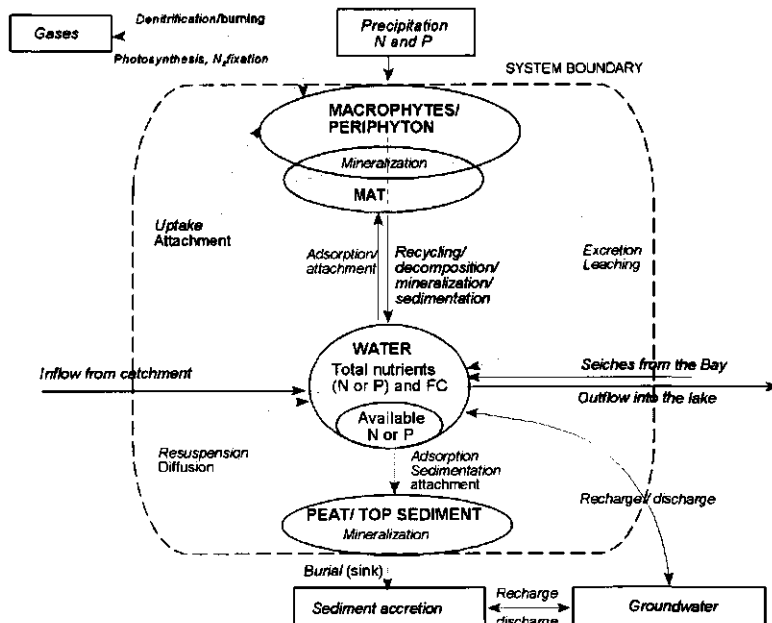 Gases
Denitrification/burning
Photosynthesis, N₂fixation
Precipitation
N and P
SYSTEM BOUNDARY
MACROPHYTES/
PERIPHYTON
Mineralization
MAT
Uptake
Attachment
Adsorption/
attachment
Recycling/
decomposition/
mineralization/
sedimentation
Excretion
Leaching
WATER
Total nutrients
(N or P) and FC
Available
N or P
Inflow from catchment
Seiches from the Bay
Outflow into the lake
Resuspension
Diffusion
Adsorption
Sedimentation
attachment
Recharge/ discharge
PEAT/ TOP SEDIMENT
Mineralization
Burial (sink)
Sediment accretion
Recharge
discharge
Groundwater